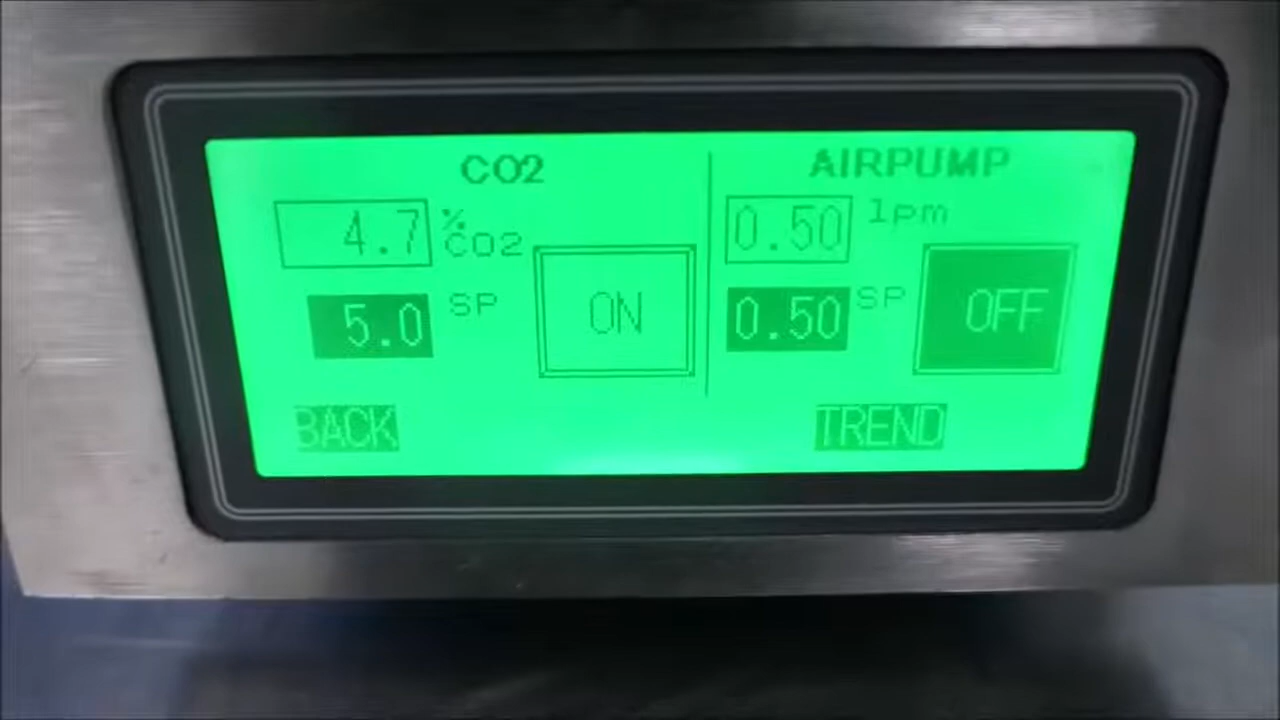 CO2
4.7 % CO2
5.0 SP
ON
AIRPUMP
0.50 lpm
0.50 SP
OFF
BACK
TREND